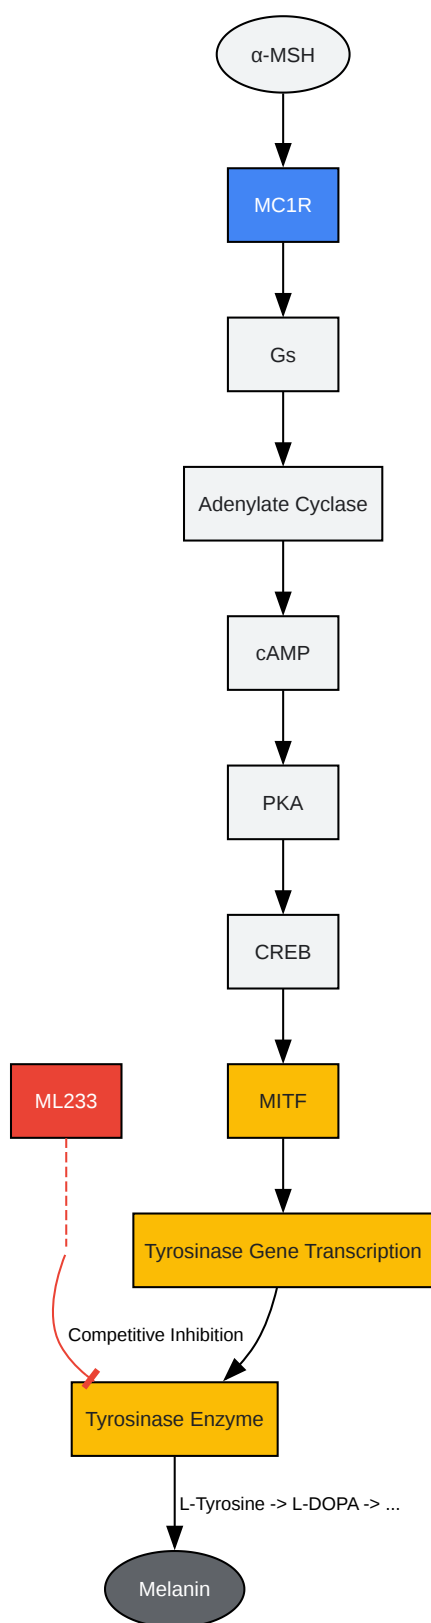 α-MSH
MC1R
Gs
Adenylate Cyclase
cAMP
PKA
CREB
ML233
MITF
Tyrosinase Gene Transcription
Competitive Inhibition
Tyrosinase Enzyme
L-Tyrosine -> L-DOPA -> ...
Melanin